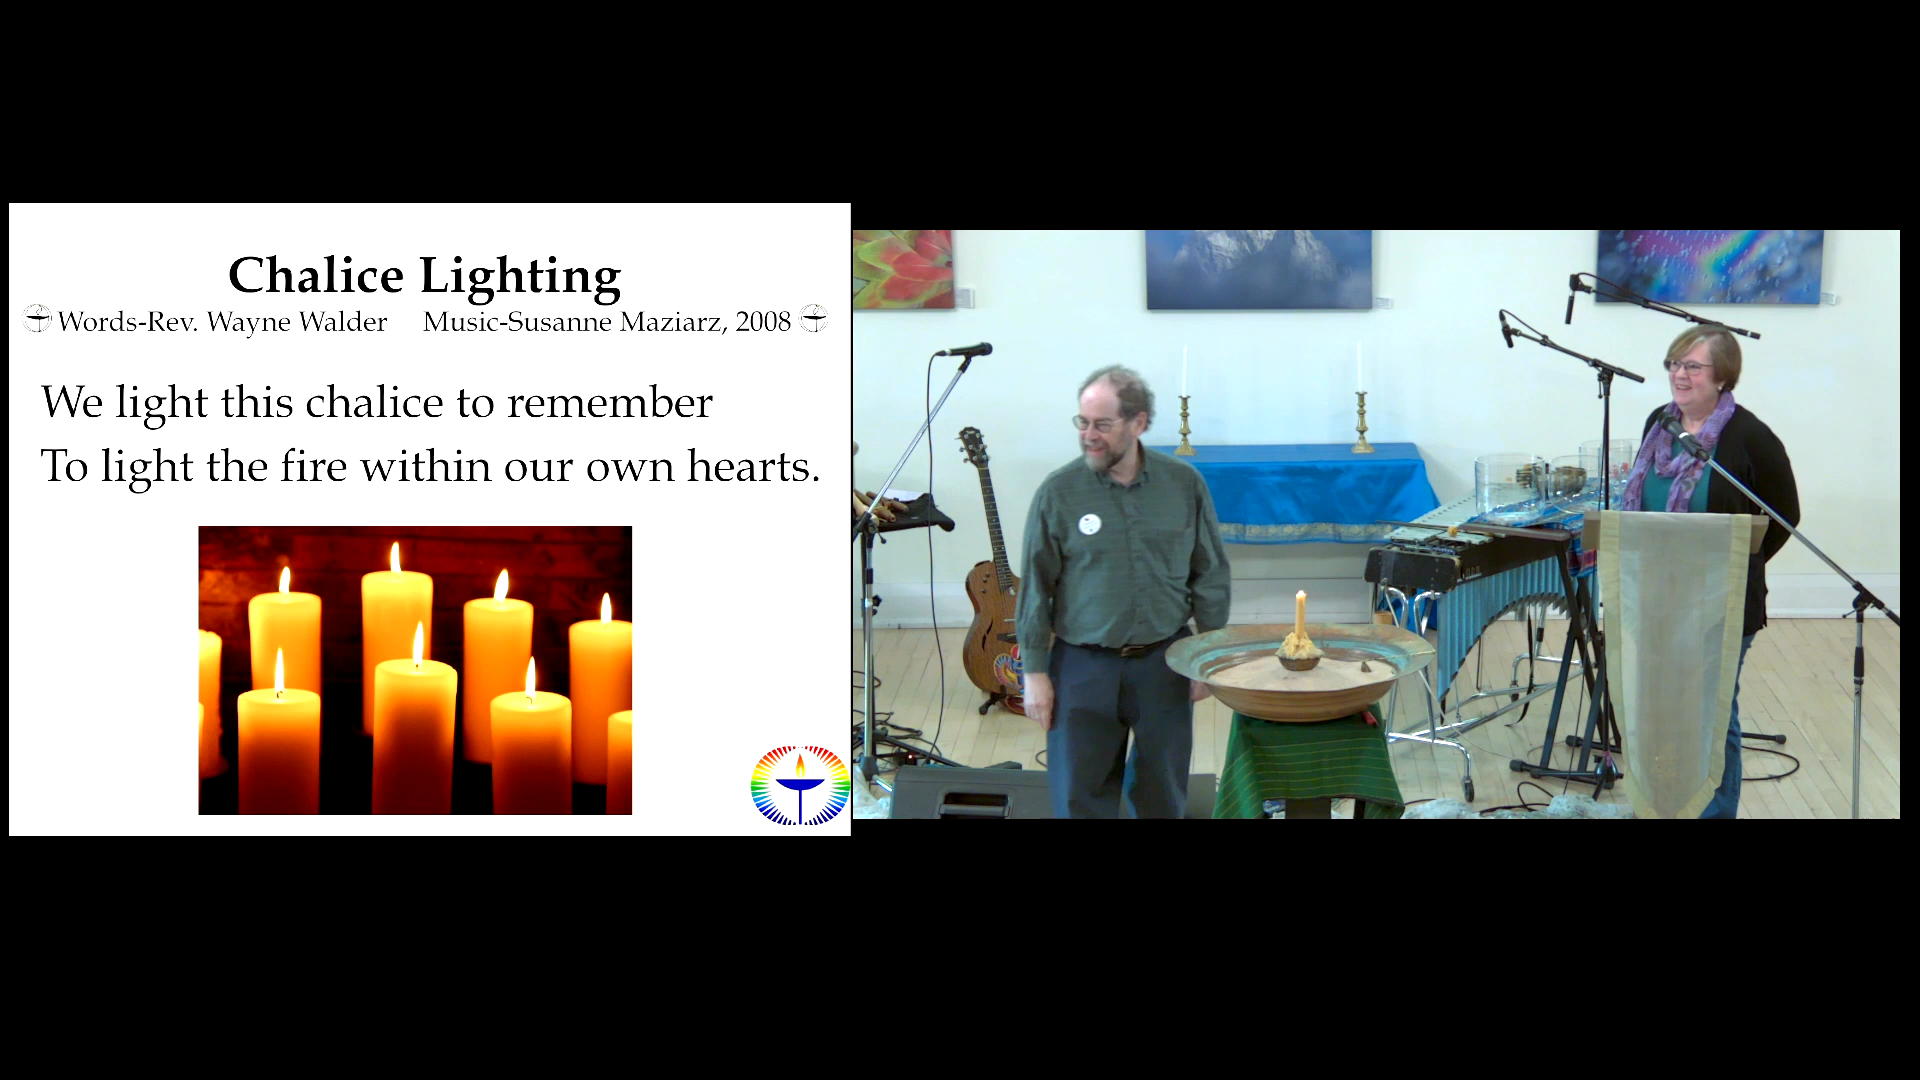 Chalice Lighting
Words-Rev. Wayne Walder Music-Susanne Maziarz, 2008
We light this chalice to remember
To light the fire within our own hearts.